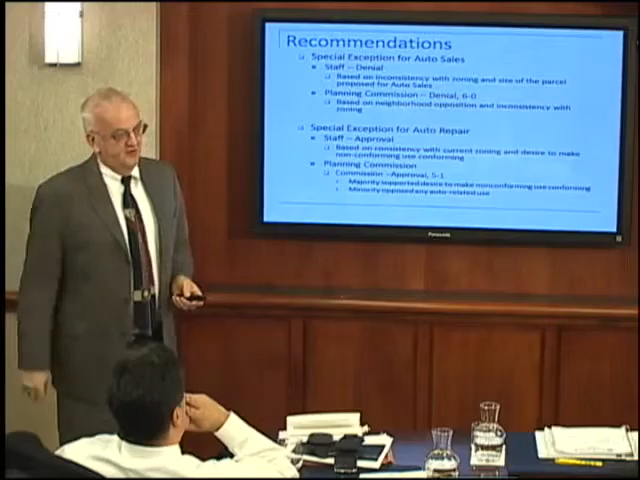 Recommendations
Special Exception for Auto Sales
Staff – Denial
Based on inconsistency with zoning and size of the parcel
proposed for Auto Sales
Planning Commission – Denial, 6-0
Based on neighborhood opposition and inconsistency with
zoning
Special Exception for Auto Repair
Staff – Approval
Based on consistency with current zoning and desire to make
non-conforming use conforming
Planning Commission
Commission –Approval, 5-1
Majority supported desire to make nonconforming use conforming
Minority opposed any auto-related use
Panasonic